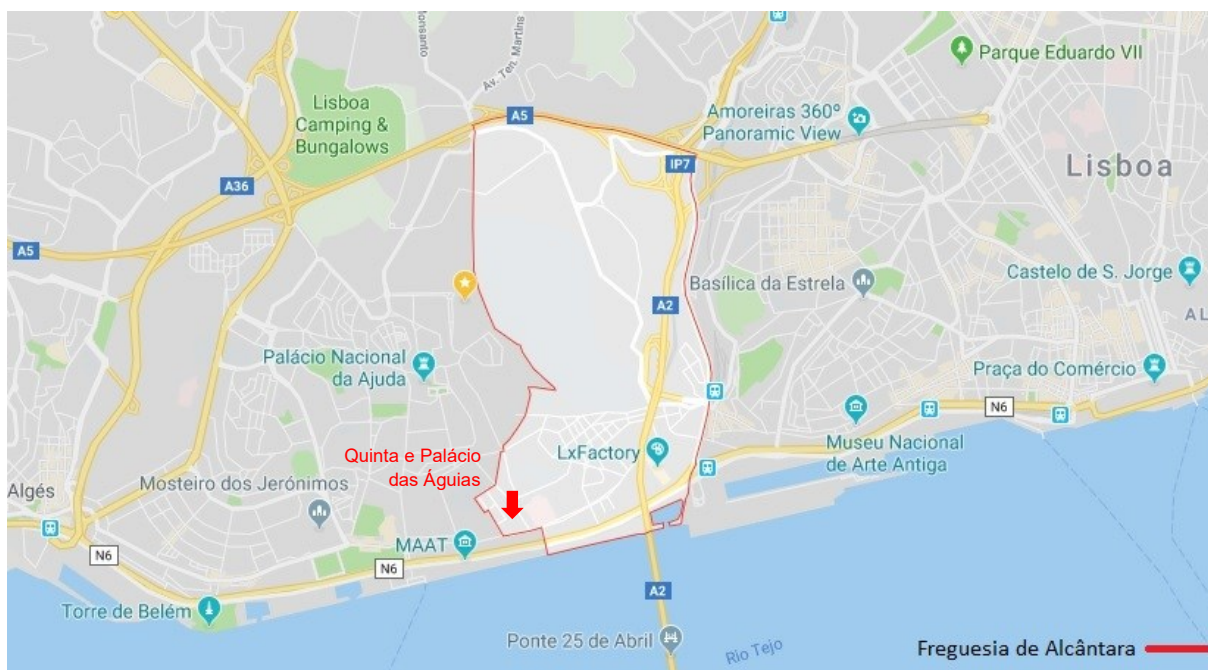 Monsanto
Av. Ten. Martins
Parque Eduardo VII
Lisboa
Camping &
Bungalows
A5
Amoreiras 360º
Panoramic View
IP7
Lisboa
A36
A5
Castelo de S. Jorge
Basílica da Estrela
A2
AL
Palácio Nacional
da Ajuda
Praça do Comércio
N6
Quinta e Palácio
das Águias
LxFactory
Museu Nacional
de Arte Antiga
Algés
Mosteiro dos Jerónimos
MAAT
N6
N6
A2
Torre de Belém
Ponte 25 de Abril
Rio Tejo
Freguesia de Alcântara